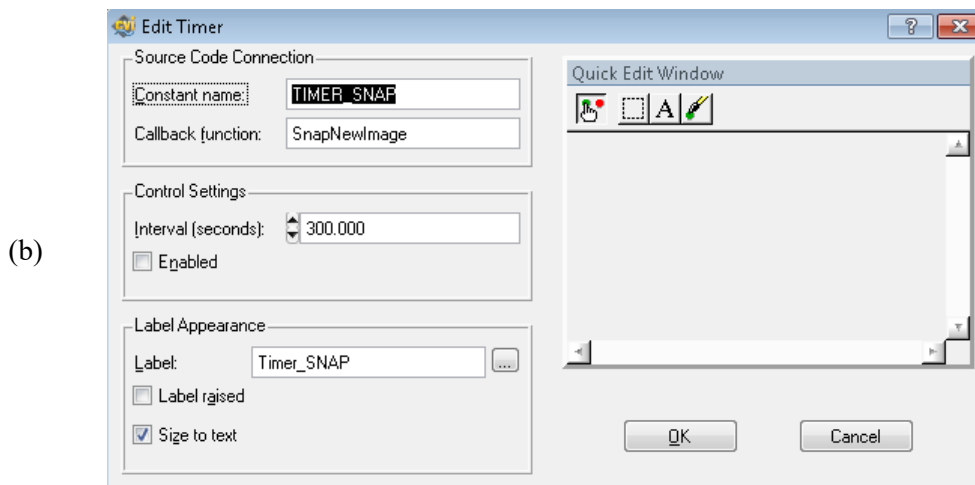 Edit Timer
Source Code Connection
Constant name: TIMER_SNAP
Callback function: SnapNewImage
Control Settings
Interval (seconds): 300.000
Enabled
Label Appearance
Label: Timer_SNAP ...
Label raised
Size to text
Quick Edit Window
A
OK
Cancel
(b)